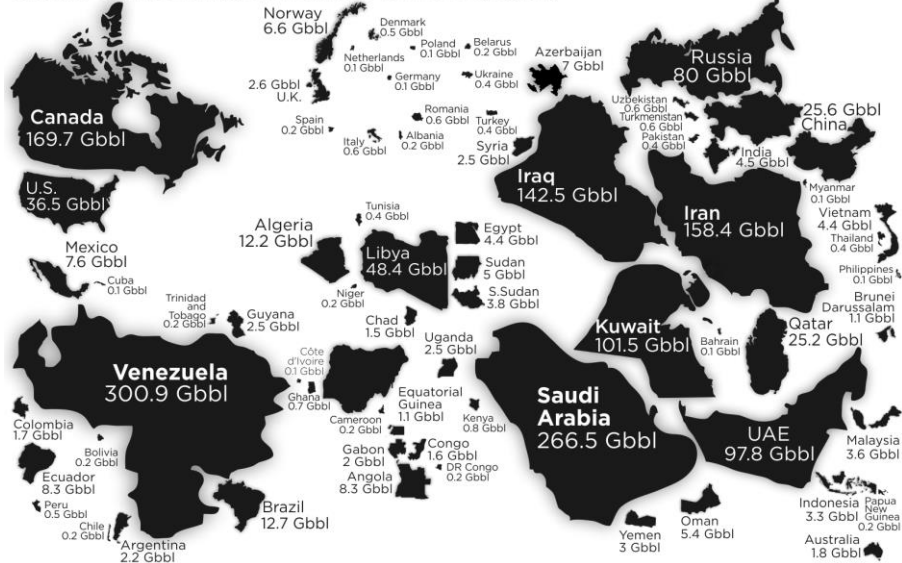 Norway
6.6 Gbbl
Denmark
0.5 Gbbl
Netherlands
0.1 Gbbl
Poland
0.1 Gbbl
Belarus
0.2 Gbbl
Germany
0.1 Gbbl
Ukraine
0.4 Gbbl
2.6 Gbbl
U.K.
Azerbaijan
7 Gbbl
Russia
80 Gbbl
Canada
169.7 Gbbl
Spain
0.2 Gbbl
Italy
0.6 Gbbl
Romania
0.6 Gbbl
Albania
0.2 Gbbl
Turkey
0.4 Gbbl
Syria
2.5 Gbbl
Uzbekistan
0.6 Gbbl
Turkmenistan
0.6 Gbbl
Pakistan
0.4 Gbbl
India
4.5 Gbbl
25.6 Gbbl
China
U.S.
36.5 Gbbl
Iraq
142.5 Gbbl
Iran
158.4 Gbbl
Myanmar
0.1 Gbbl
Vietnam
4.4 Gbbl
Thailand
0.4 Gbbl
Philippines
0.1 Gbbl
Brunei
Darussalam
1.1 Gbbl
Mexico
7.6 Gbbl
Cuba
0.1 Gbbl
Algeria
12.2 Gbbl
Tunisia
0.4 Gbbl
Libya
48.4 Gbbl
Egypt
4.4 Gbbl
Sudan
5 Gbbl
S.Sudan
3.8 Gbbl
Niger
0.2 Gbbl
Chad
1.5 Gbbl
Trinidad
and
Tobago
0.2 Gbbl
Guyana
2.5 Gbbl
Kuwait
101.5 Gbbl
Bahrain
0.1 Gbbl
Qatar
25.2 Gbbl
Venezuela
300.9 Gbbl
Côte
d'Ivoire
0.1 Gbbl
Ghana
0.7 Gbbl
Uganda
2.5 Gbbl
Equatorial
Guinea
1.1 Gbbl
Cameroon
0.2 Gbbl
Kenya
0.8 Gbbl
Gabon
2 Gbbl
Congo
1.6 Gbbl
DR Congo
0.2 Gbbl
Angola
8.3 Gbbl
Saudi
Arabia
266.5 Gbbl
UAE
97.8 Gbbl
Malaysia
3.6 Gbbl
Colombia
1.7 Gbbl
Bolivia
0.2 Gbbl
Ecuador
8.3 Gbbl
Peru
0.5 Gbbl
Chile
0.2 Gbbl
Argentina
2.2 Gbbl
Brazil
12.7 Gbbl
Yemen
3 Gbbl
Oman
5.4 Gbbl
Indonesia
3.3 Gbbl
Papua
New
Guinea
0.2 Gbbl
Australia
1.8 Gbbl